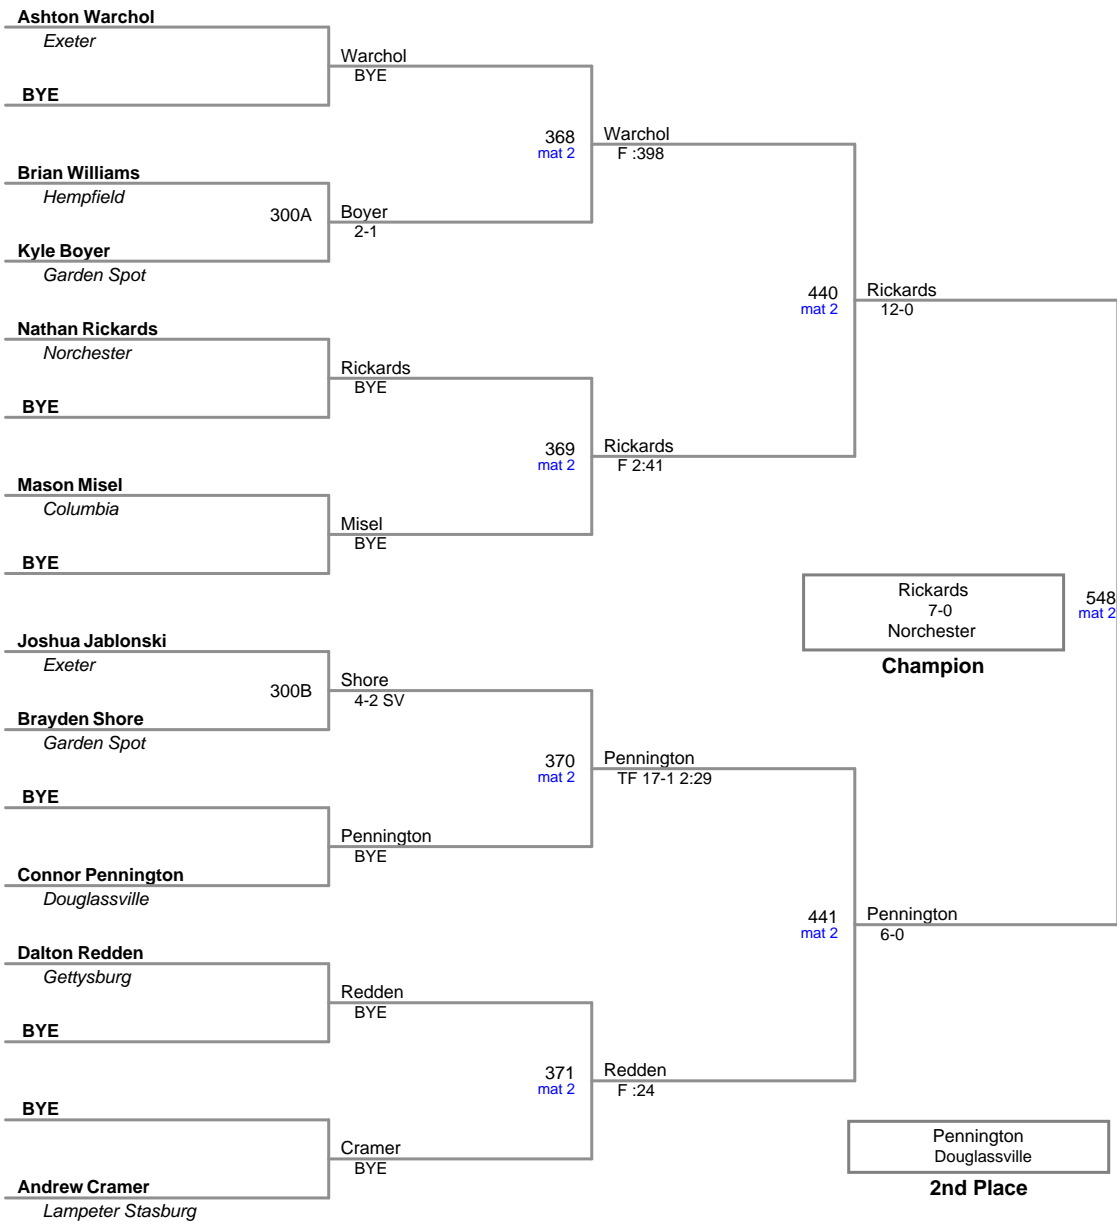 Ashton Warchol
Exeter
Warchol
BYE
BYE
368
mat 2
Warchol
F :398
Brian Williams
Hempfield
300A
Boyer
2-1
Kyle Boyer
Garden Spot
440
mat 2
Rickards
12-0
Nathan Rickards
Norchester
Rickards
BYE
BYE
369
mat 2
Rickards
F 2:41
Mason Misel
Columbia
Misel
BYE
BYE
Rickards
7-0
Norchester
548
mat 2
Champion
Joshua Jablonski
Exeter
300B
Shore
4-2 SV
Brayden Shore
Garden Spot
370
mat 2
Pennington
TF 17-1 2:29
BYE
Pennington
BYE
Connor Pennington
Douglassville
441
mat 2
Pennington
6-0
Dalton Redden
Gettysburg
Redden
BYE
BYE
371
mat 2
Redden
F :24
BYE
Cramer
BYE
Pennington
Douglassville
2nd Place
Andrew Cramer
Lampeter Stasburg